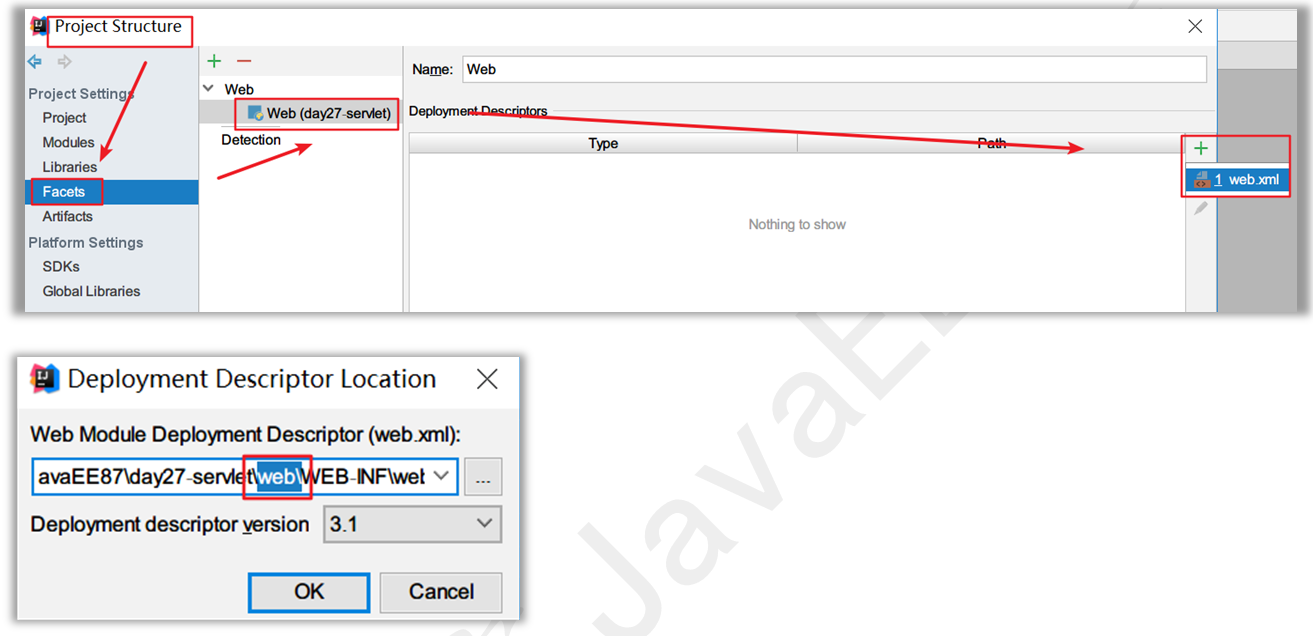 Project Structure
Name: Web
Project Settings
Web
Project
Web (day27-servlet)
Deployment Descriptors
Modules
Detection
Type Path
Libraries
1 web.xml
Facets
Artifacts
Nothing to show
Platform Settings
SDKs
Global Libraries
Deployment Descriptor Location
Web Module Deployment Descriptor (web.xml):
avaEE87\day27-servlet\web\WEB-INF\web
...
Deployment descriptor version 3.1
OK Cancel